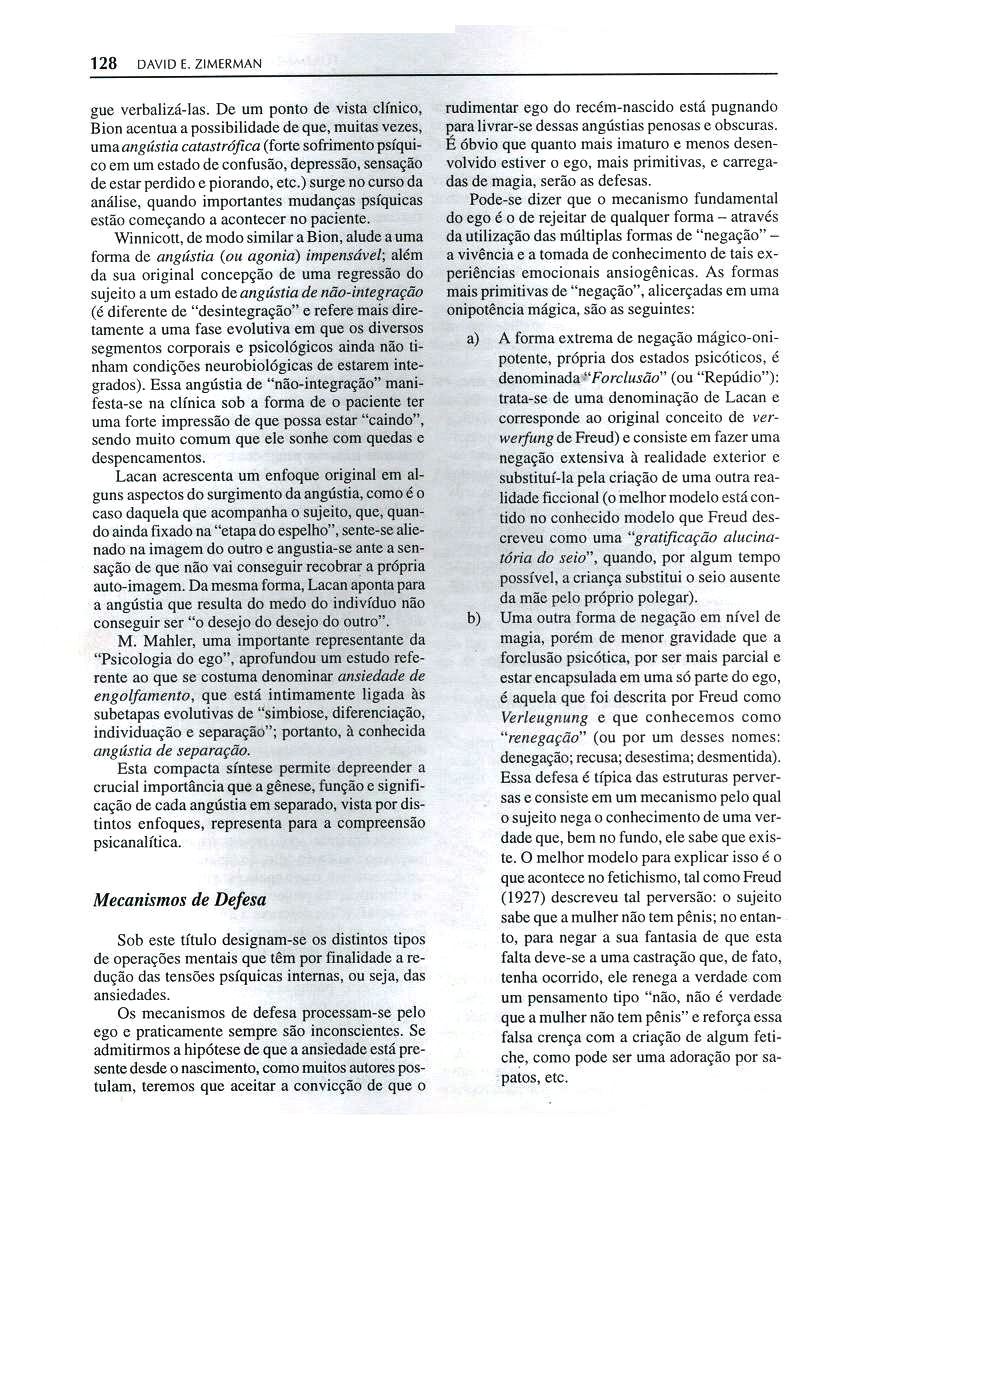 128 DAVID E. ZIMERMAN
gue verbalizá-las. De um ponto de vista clínico,
Bion acentua a possibilidade de que, muitas vezes,
uma angústia catastrófica (forte sofrimento psíqui-
co em um estado de confusão, depressão, sensação
de estar perdido e piorando, etc.) surge no curso da
análise, quando importantes mudanças psíquicas
estão começando a acontecer no paciente.
Winnicott, de modo similar a Bion, alude a uma
forma de angústia (ou agonia) impensável; além
da sua original concepção de uma regressão do
sujeito a um estado de angústia de não-integração
(é diferente de “desintegração” e refere mais dire-
tamente a uma fase evolutiva em que os diversos
segmentos corporais e psicológicos ainda não ti-
nham condições neurobiológicas de estarem inte-
grados). Essa angústia de “não-integração” mani-
festa-se na clínica sob a forma de o paciente ter
uma forte impressão de que possa estar “caindo”,
sendo muito comum que ele sonhe com quedas e
despencamentos.
Lacan acrescenta um enfoque original em al-
guns aspectos do surgimento da angústia, como é o
caso daquela que acompanha o sujeito, que, quan-
do ainda fixado na “etapa do espelho”, sente-se alie-
nado na imagem do outro e angustia-se ante a sen-
sação de que não vai conseguir recobrar a própria
auto-imagem. Da mesma forma, Lacan aponta para
a angústia que resulta do medo do indivíduo não
conseguir ser “o desejo do desejo do outro”.
M. Mahler, uma importante representante da
“Psicologia do ego”, aprofundou um estudo refe-
rente ao que se costuma denominar ansiedade de
engolfamento, que está intimamente ligada às
subetapas evolutivas de “simbiose, diferenciação,
individuação e separação”; portanto, à conhecida
angústia de separação.
Esta compacta síntese permite depreender a
crucial importância que a gênese, função e signifi-
cação de cada angústia em separado, vista por dis-
tintos enfoques, representa para a compreensão
psicanalítica.
Mecanismos de Defesa
Sob este título designam-se os distintos tipos
de operações mentais que têm por finalidade a re-
dução das tensões psíquicas internas, ou seja, das
ansiedades.
Os mecanismos de defesa processam-se pelo
ego e praticamente sempre são inconscientes. Se
admitirmos a hipótese de que a ansiedade está pre-
sente desde o nascimento, como muitos autores pos-
tulam, teremos que aceitar a convicção de que o
rudimentar ego do recém-nascido está pugnando
para livrar-se dessas angústias penosas e obscuras.
É óbvio que quanto mais imaturo e menos desen-
volvido estiver o ego, mais primitivas, e carrega-
das de magia, serão as defesas.
Pode-se dizer que o mecanismo fundamental
do ego é o de rejeitar de qualquer forma – através
da utilização das múltiplas formas de “negação” –
a vivência e a tomada de conhecimento de tais ex-
periências emocionais ansiogênicas. As formas
mais primitivas de “negação”, alicerçadas em uma
onipotência mágica, são as seguintes:
a) A forma extrema de negação mágico-oni-
potente, própria dos estados psicóticos, é
denominada “Forclusão” (ou “Repúdio”):
trata-se de uma denominação de Lacan e
corresponde ao original conceito de ver-
werfung de Freud) e consiste em fazer uma
negação extensiva à realidade exterior e
substituí-la pela criação de uma outra rea-
lidade ficcional (o melhor modelo está con-
tido no conhecido modelo que Freud des-
creveu como uma “gratificação alucina-
tória do seio”, quando, por algum tempo
possível, a criança substitui o seio ausente
da mãe pelo próprio polegar).
b) Uma outra forma de negação em nível de
magia, porém de menor gravidade que a
forclusão psicótica, por ser mais parcial e
estar encapsulada em uma só parte do ego,
é aquela que foi descrita por Freud como
Verleugnung e que conhecemos como
“renegação” (ou por um desses nomes:
denegação; recusa; desestima; desmentida).
Essa defesa é típica das estruturas perver-
sas e consiste em um mecanismo pelo qual
o sujeito nega o conhecimento de uma ver-
dade que, bem no fundo, ele sabe que exis-
te. O melhor modelo para explicar isso é o
que acontece no fetichismo, tal como Freud
(1927) descreveu tal perversão: o sujeito
sabe que a mulher não tem pênis; no entan-
to, para negar a sua fantasia de que esta
falta deve-se a uma castração que, de fato,
tenha ocorrido, ele renega a verdade com
um pensamento tipo “não, não é verdade
que a mulher não tem pênis” e reforça essa
falsa crença com a criação de algum feti-
che, como pode ser uma adoração por sa-
patos, etc.